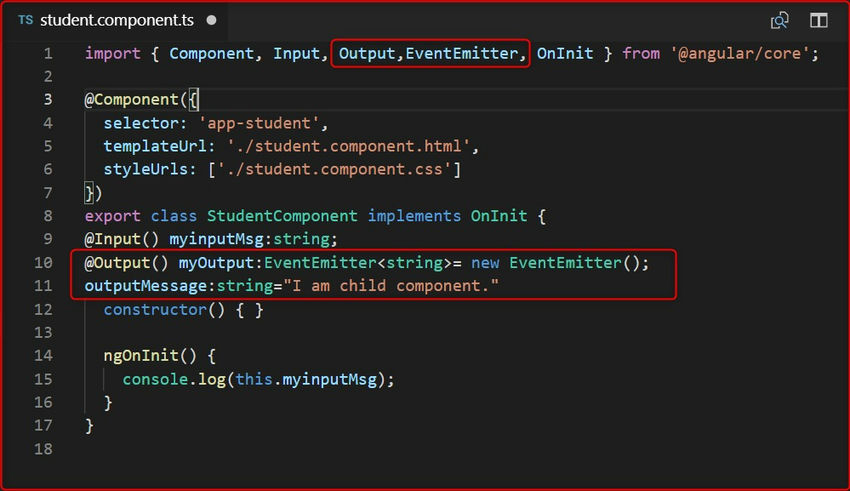 TS student.component.ts
1 import { Component, Input, Output,EventEmitter, OnInit } from '@angular/core';
2
3 @Component({
4   selector: 'app-student',
5   templateUrl: './student.component.html',
6   styleUrls: ['./student.component.css']
7 })
8 export class StudentComponent implements OnInit {
9 @Input() myinputMsg:string;
10 @Output() myOutput:EventEmitter<string>= new EventEmitter();
11 outputMessage:string="I am child component."
12   constructor() { }
13
14   ngOnInit() {
15     console.log(this.myinputMsg);
16   }
17 }
18